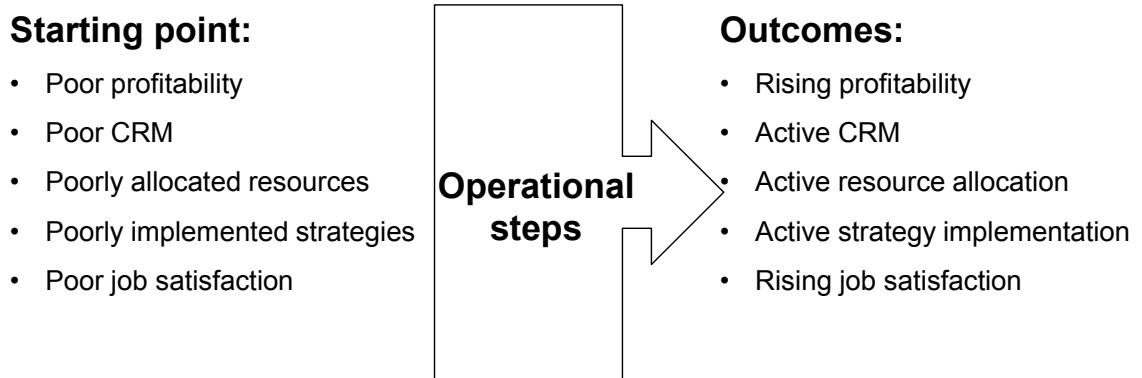 Starting point:
• Poor profitability
• Poor CRM
• Poorly allocated resources
• Poorly implemented strategies
• Poor job satisfaction
Operational
steps
Outcomes:
• Rising profitability
• Active CRM
• Active resource allocation
• Active strategy implementation
• Rising job satisfaction